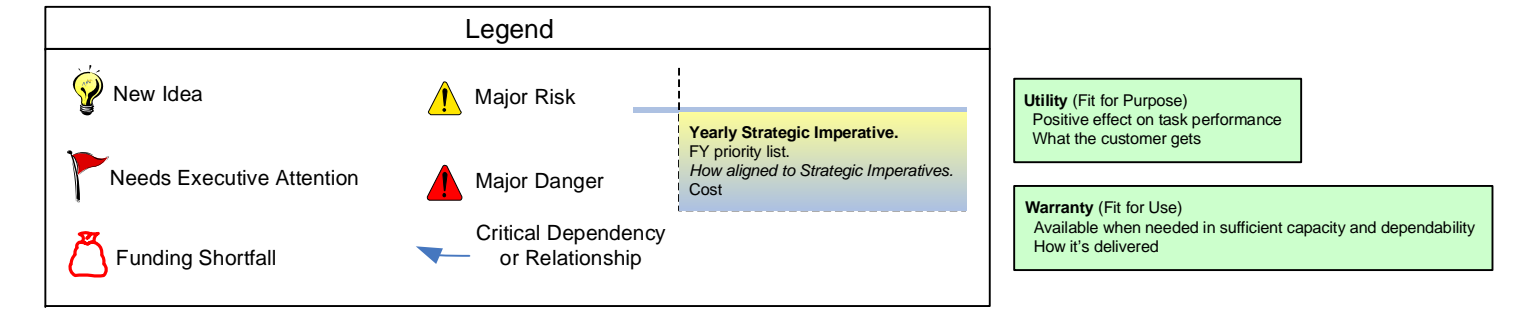 Legend
New Idea
Major Risk
Needs Executive Attention
Major Danger
Funding Shortfall
Critical Dependency
or Relationship
Yearly Strategic Imperative.
FY priority list.
How aligned to Strategic Imperatives.
Cost
Utility (Fit for Purpose)
Positive effect on task performance
What the customer gets
Warranty (Fit for Use)
Available when needed in sufficient capacity and dependability
How it's delivered